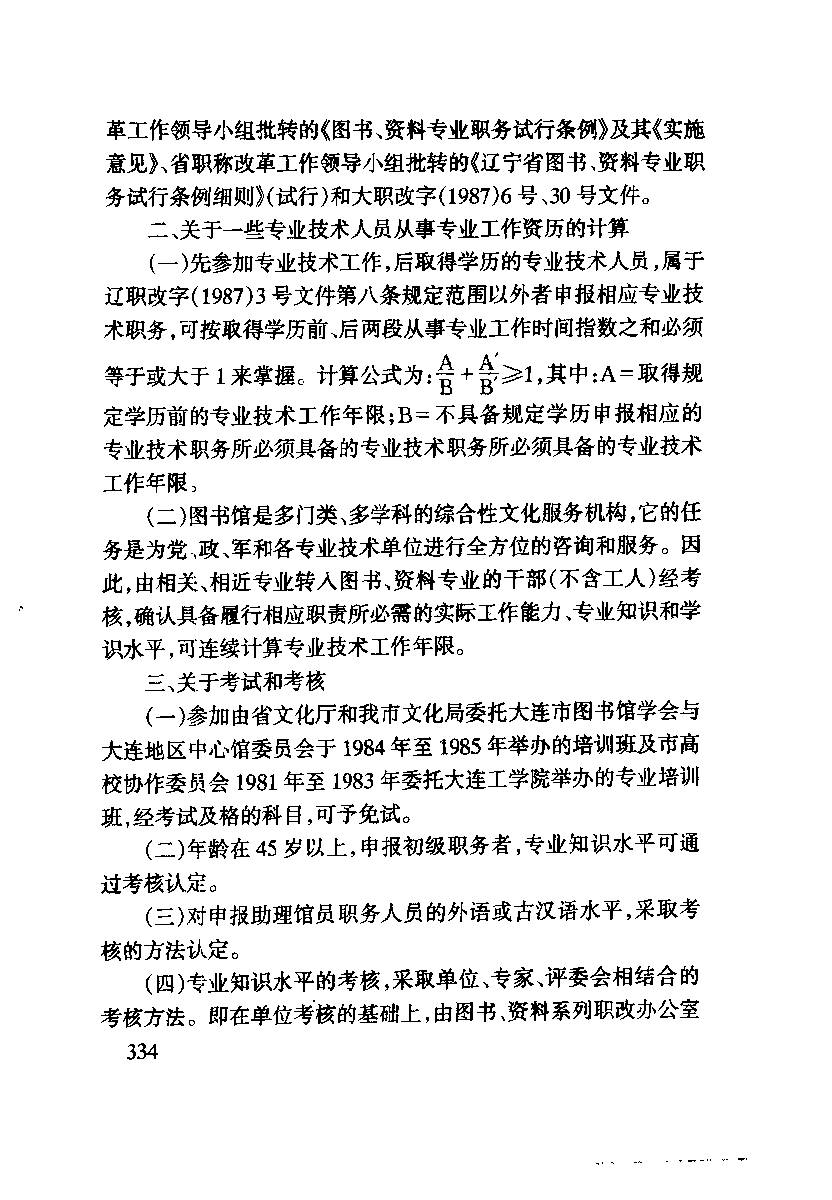 革工作领导小组批转的《图书、资料专业职务试行条例》及其《实施
意见》、省职称改革工作领导小组批转的《辽宁省图书、资料专业职
务试行条例细则》(试行)和大职改字(1987)6号、30号文件。
二、关于一些专业技术人员从事专业工作资历的计算
(一)先参加专业技术工作,后取得学历的专业技术人员,属于
辽职改字(1987)3号文件第八条规定范围以外者申报相应专业技
术职务,可按取得学历前、后两段从事专业工作时间指数之和必须
等于或大于1来掌握。计算公式为:A/B+A′/B′≥1,其中:A=取得规
定学历前的专业技术工作年限;B=不具备规定学历申报相应的
专业技术职务所必须具备的专业技术职务所必须具备的专业技术
工作年限。
(二)图书馆是多门类、多学科的综合性文化服务机构,它的任
务是为党、政、军和各专业技术单位进行全方位的咨询和服务。因
此,由相关、相近专业转入图书、资料专业的干部(不含工人)经考
核,确认具备履行相应职责所必需的实际工作能力、专业知识和学
识水平,可连续计算专业技术工作年限。
三、关于考试和考核
(一)参加由省文化厅和我市文化局委托大连市图书馆学会与
大连地区中心馆委员会于1984年至1985年举办的培训班及市高
校协作委员会1981年至1983年委托大连工学院举办的专业培训
班,经考试及格的科目,可予免试。
(二)年龄在45岁以上,申报初级职务者,专业知识水平可通
过考核认定。
(三)对申报助理馆员职务人员的外语或古汉语水平,采取考
核的方法认定。
(四)专业知识水平的考核,采取单位、专家、评委会相结合的
考核方法。即在单位考核的基础上,由图书、资料系列职改办公室
334